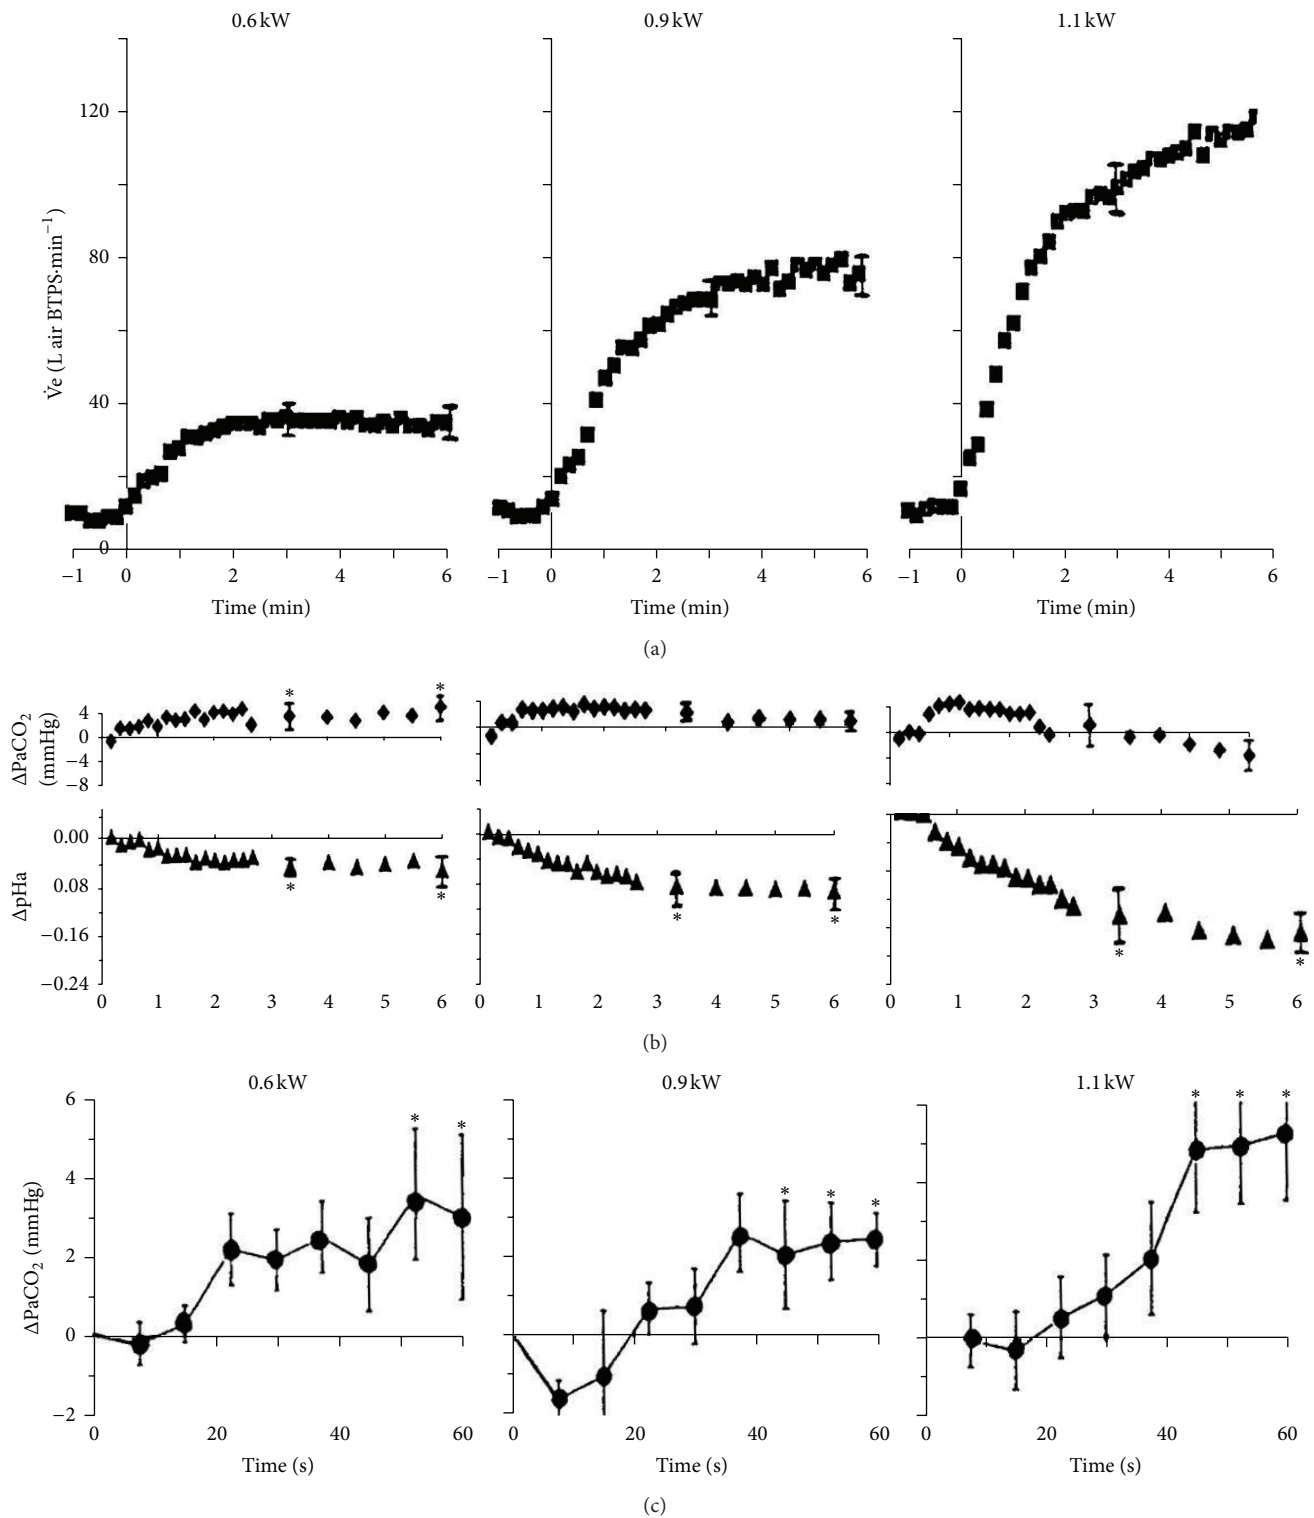 0.6 kW 0.9 kW 1.1 kW
120
80
40
0
V̇e (L air BTPS·min⁻¹)
−1 0 2 4 6 −1 0 2 4 6 −1 0 2 4 6
Time (min) Time (min) Time (min)
(a)
* *
4
0
−4
−8
ΔPaCO₂
(mmHg)
0.00
0.08
−0.16
−0.24
ΔpHa
* * * * * *
0 1 2 3 4 5 6 0 1 2 3 4 5 6 0 1 2 3 4 5 6
(b)
0.6 kW 0.9 kW 1.1 kW
* * * * * * * *
6
4
2
0
−2
ΔPaCO₂ (mmHg)
0 20 40 60 0 20 40 60 20 40 60
Time (s) Time (s) Time (s)
(c)